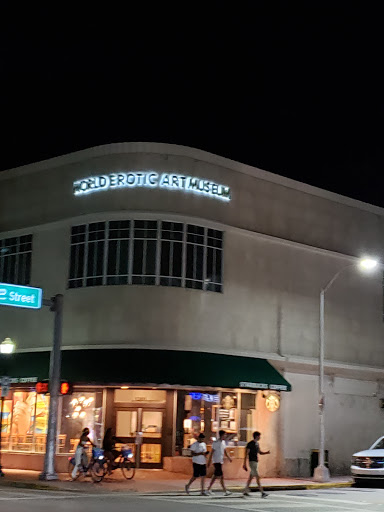 WORLD EROTIC ART MUSEUM
Street
STARBUCKS COFFEE